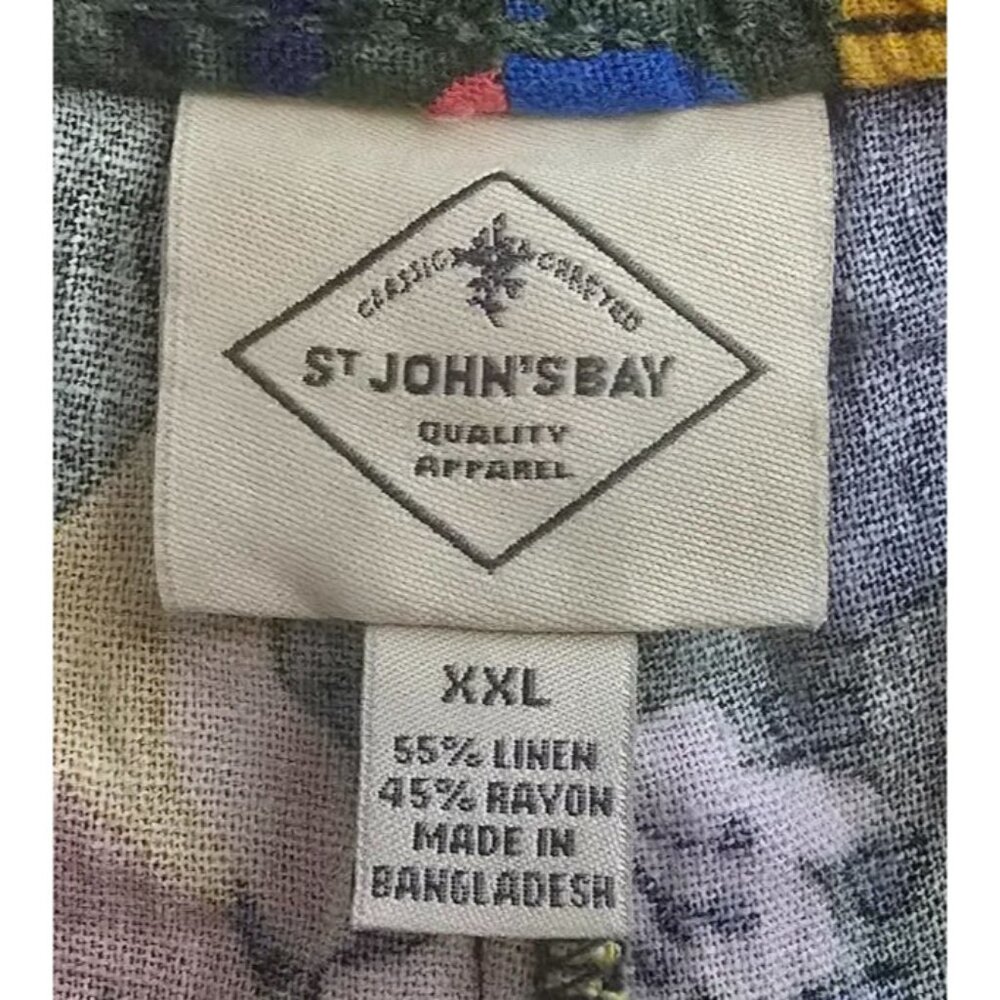 CLASSIC CRAFTED
ST JOHN'S BAY
QUALITY
APPAREL
XXL
55% LINEN
45% RAYON
MADE IN
BANGLADESH